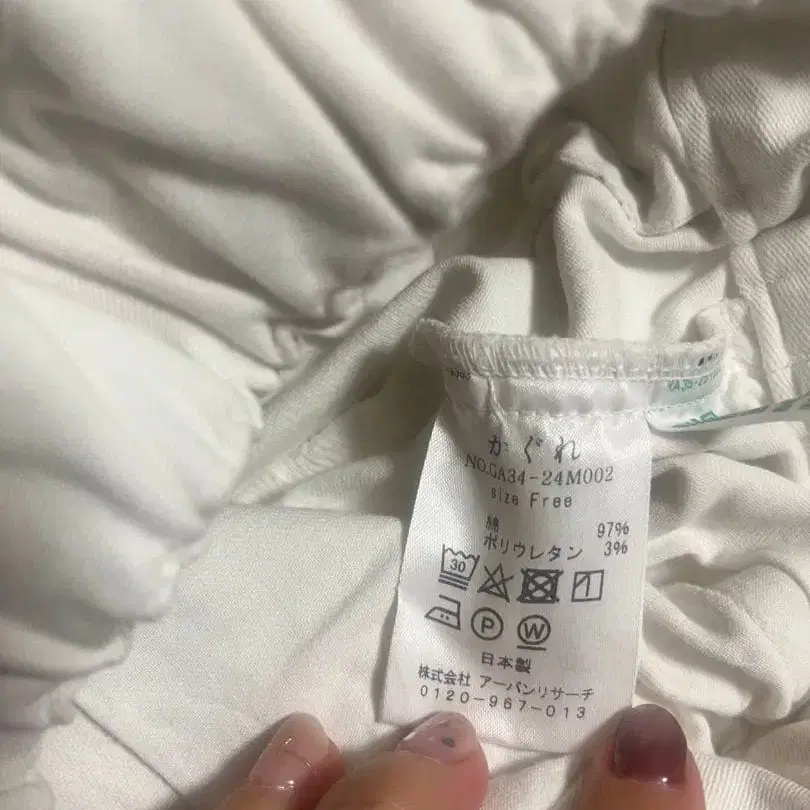 かぐれ
NO.GA34-24M002
size Free
綿 97%
ポリウレタン 3%
30
P
W
日本製
株式会社 アーバンリサーチ
0120-967-013